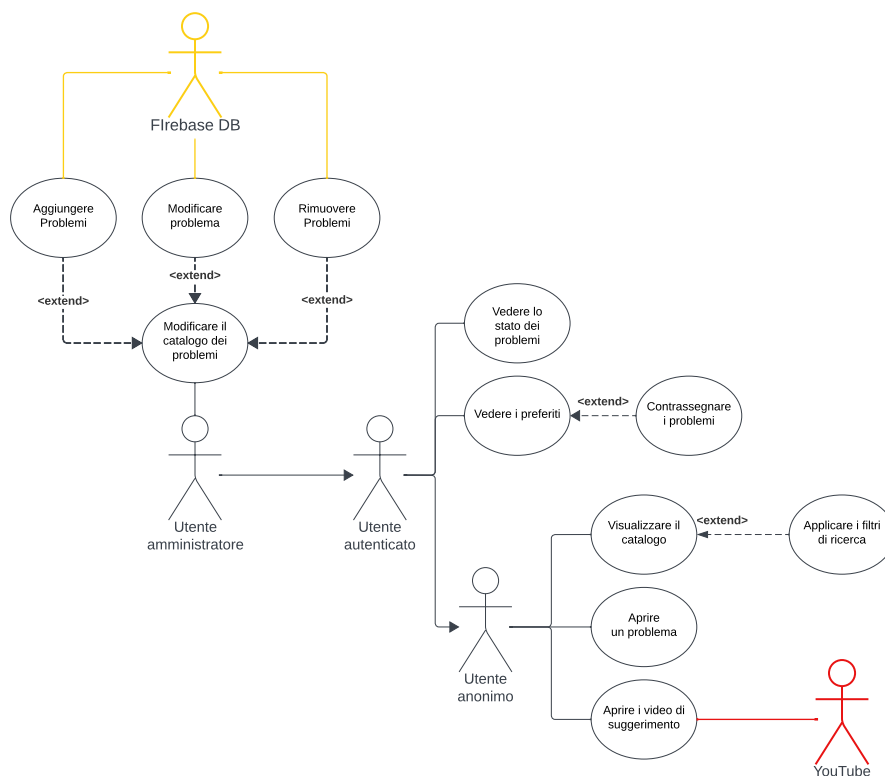 FIrebase DB
Aggiungere
Problemi
Modificare
problema
Rimuovere
Problemi
<extend>
<extend>
<extend>
Modificare il
catalogo dei
problemi
Vedere lo
stato dei
problemi
Vedere i preferiti
<extend>
Contrassegnare
i problemi
Utente
amministratore
Utente
autenticato
Visualizzare il
catalogo
<extend>
Applicare i filtri
di ricerca
Aprire
un problema
Utente
anonimo
Aprire i video di
suggerimento
YouTube